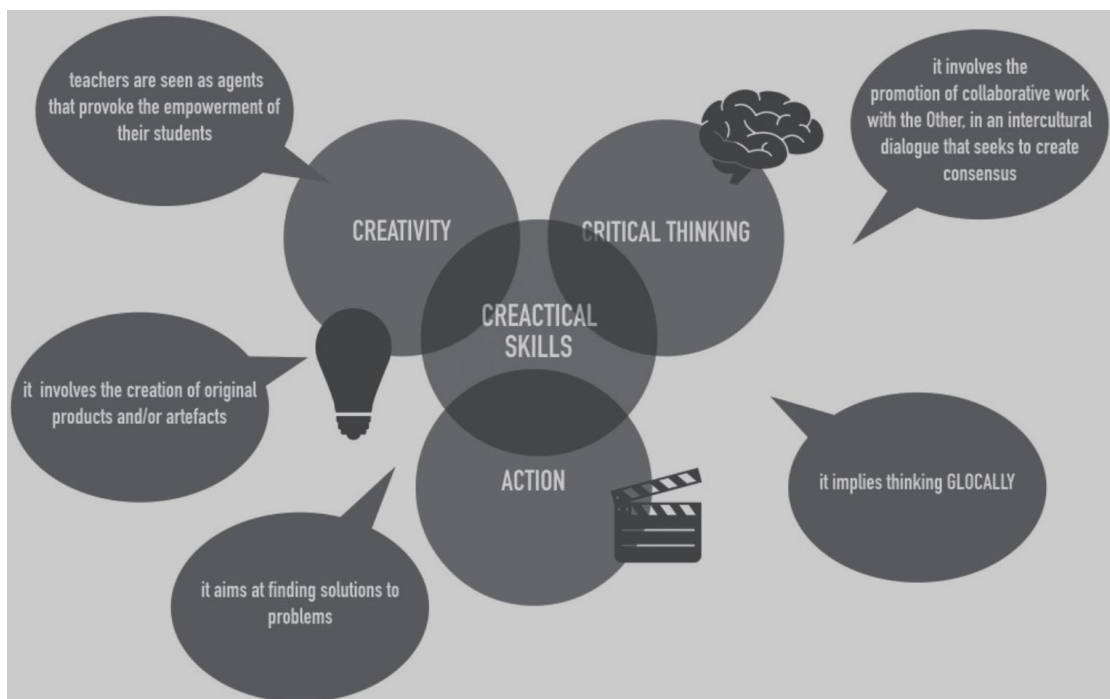 teachers are seen as agents
that provoke the empowerment of
their students
it involves the
promotion of collaborative work
with the Other, in an intercultural
dialogue that seeks to create
consensus
CREATIVITY
CRITICAL THINKING
CREACTICAL
SKILLS
it involves the creation of original
products and/or artefacts
ACTION
it implies thinking GLOCALLY
it aims at finding solutions to
problems